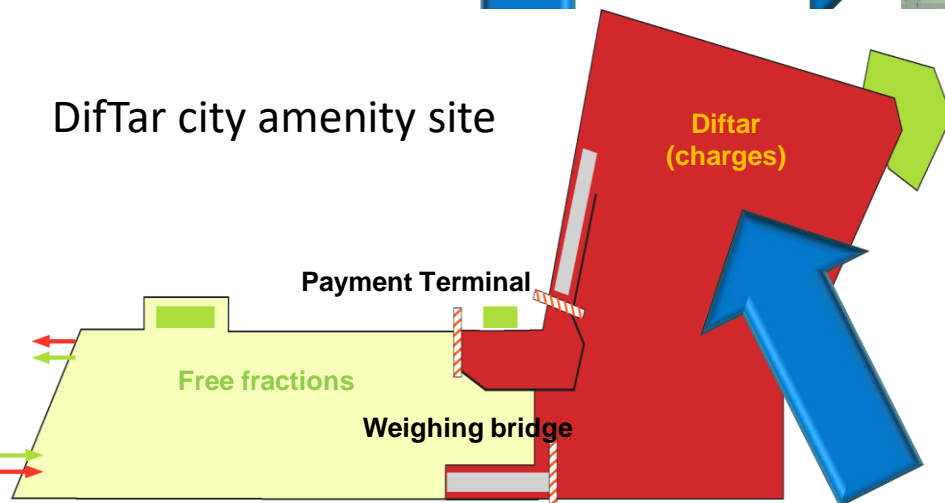 DifTar city amenity site
Diftar
(charges)
Payment Terminal
Free fractions
Weighing bridge